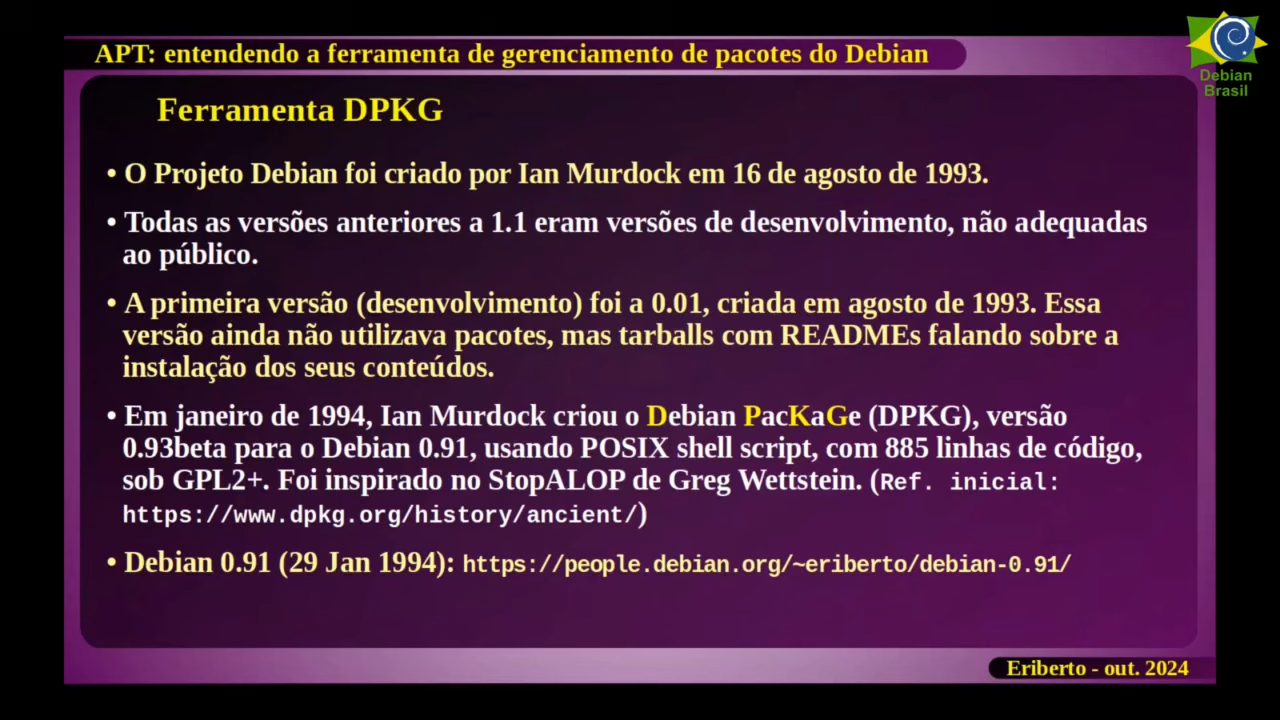 APT: entendendo a ferramenta de gerenciamento de pacotes do Debian
Debian
Brasil
Ferramenta DPKG
• O Projeto Debian foi criado por Ian Murdock em 16 de agosto de 1993.
• Todas as versões anteriores a 1.1 eram versões de desenvolvimento, não adequadas
ao público.
• A primeira versão (desenvolvimento) foi a 0.01, criada em agosto de 1993. Essa
versão ainda não utilizava pacotes, mas tarballs com READMEs falando sobre a
instalação dos seus conteúdos.
• Em janeiro de 1994, Ian Murdock criou o Debian PacKaGe (DPKG), versão
0.93beta para o Debian 0.91, usando POSIX shell script, com 885 linhas de código,
sob GPL2+. Foi inspirado no StopALOP de Greg Wettstein. (Ref. inicial:
https://www.dpkg.org/history/ancient/)
• Debian 0.91 (29 Jan 1994): https://people.debian.org/~eriberto/debian-0.91/
Eriberto - out. 2024